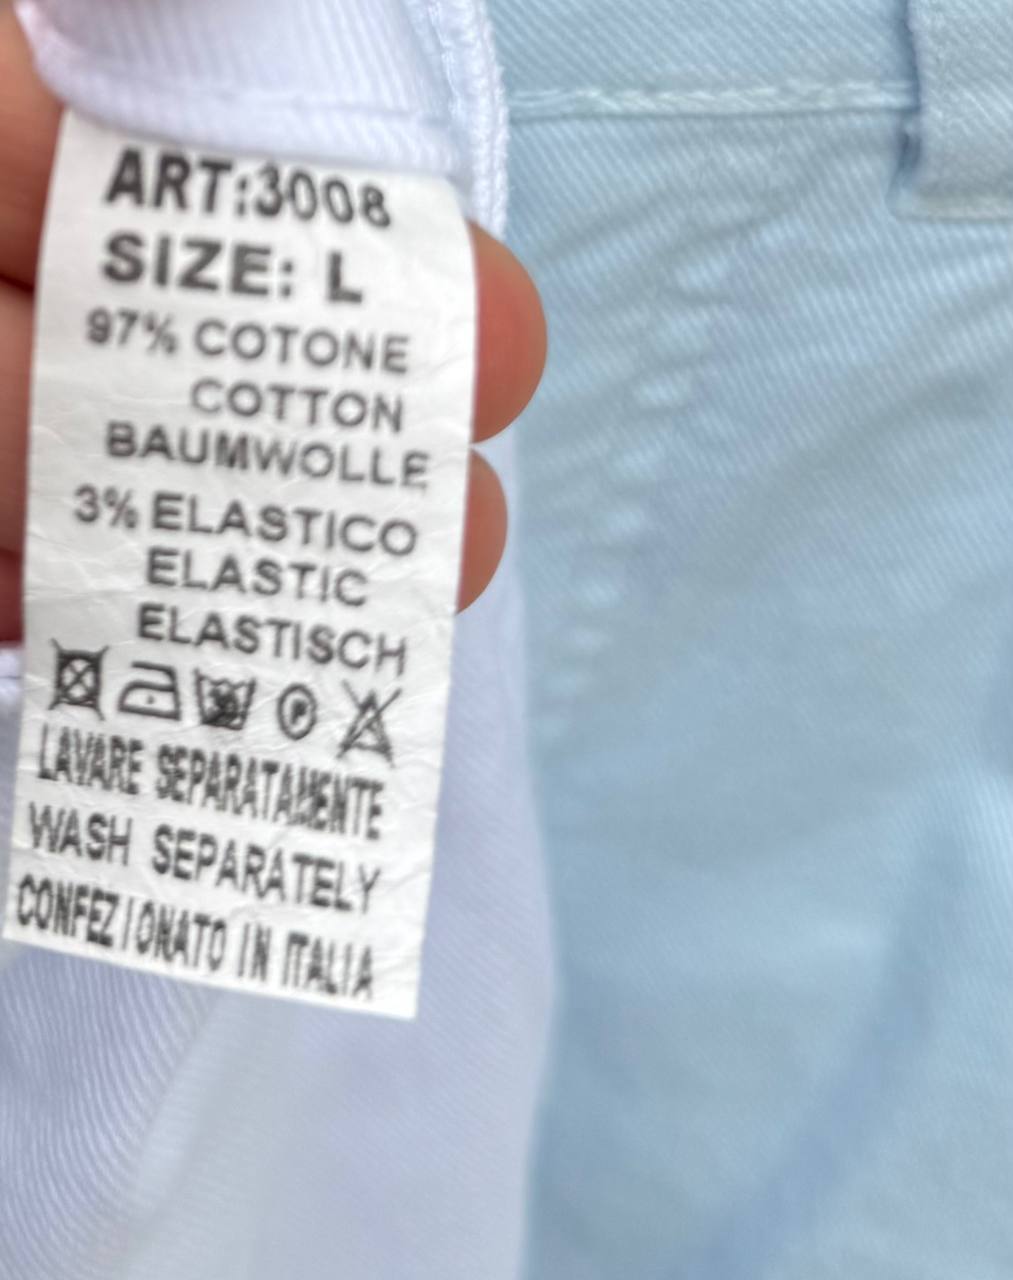 ART:3008
SIZE: L
97% COTONE
COTTON
BAUMWOLLE
3% ELASTICO
ELASTIC
ELASTISCH
P
LAVARE SEPARATAMENTE
WASH SEPARATELY
CONFEZIONATO IN ITALIA